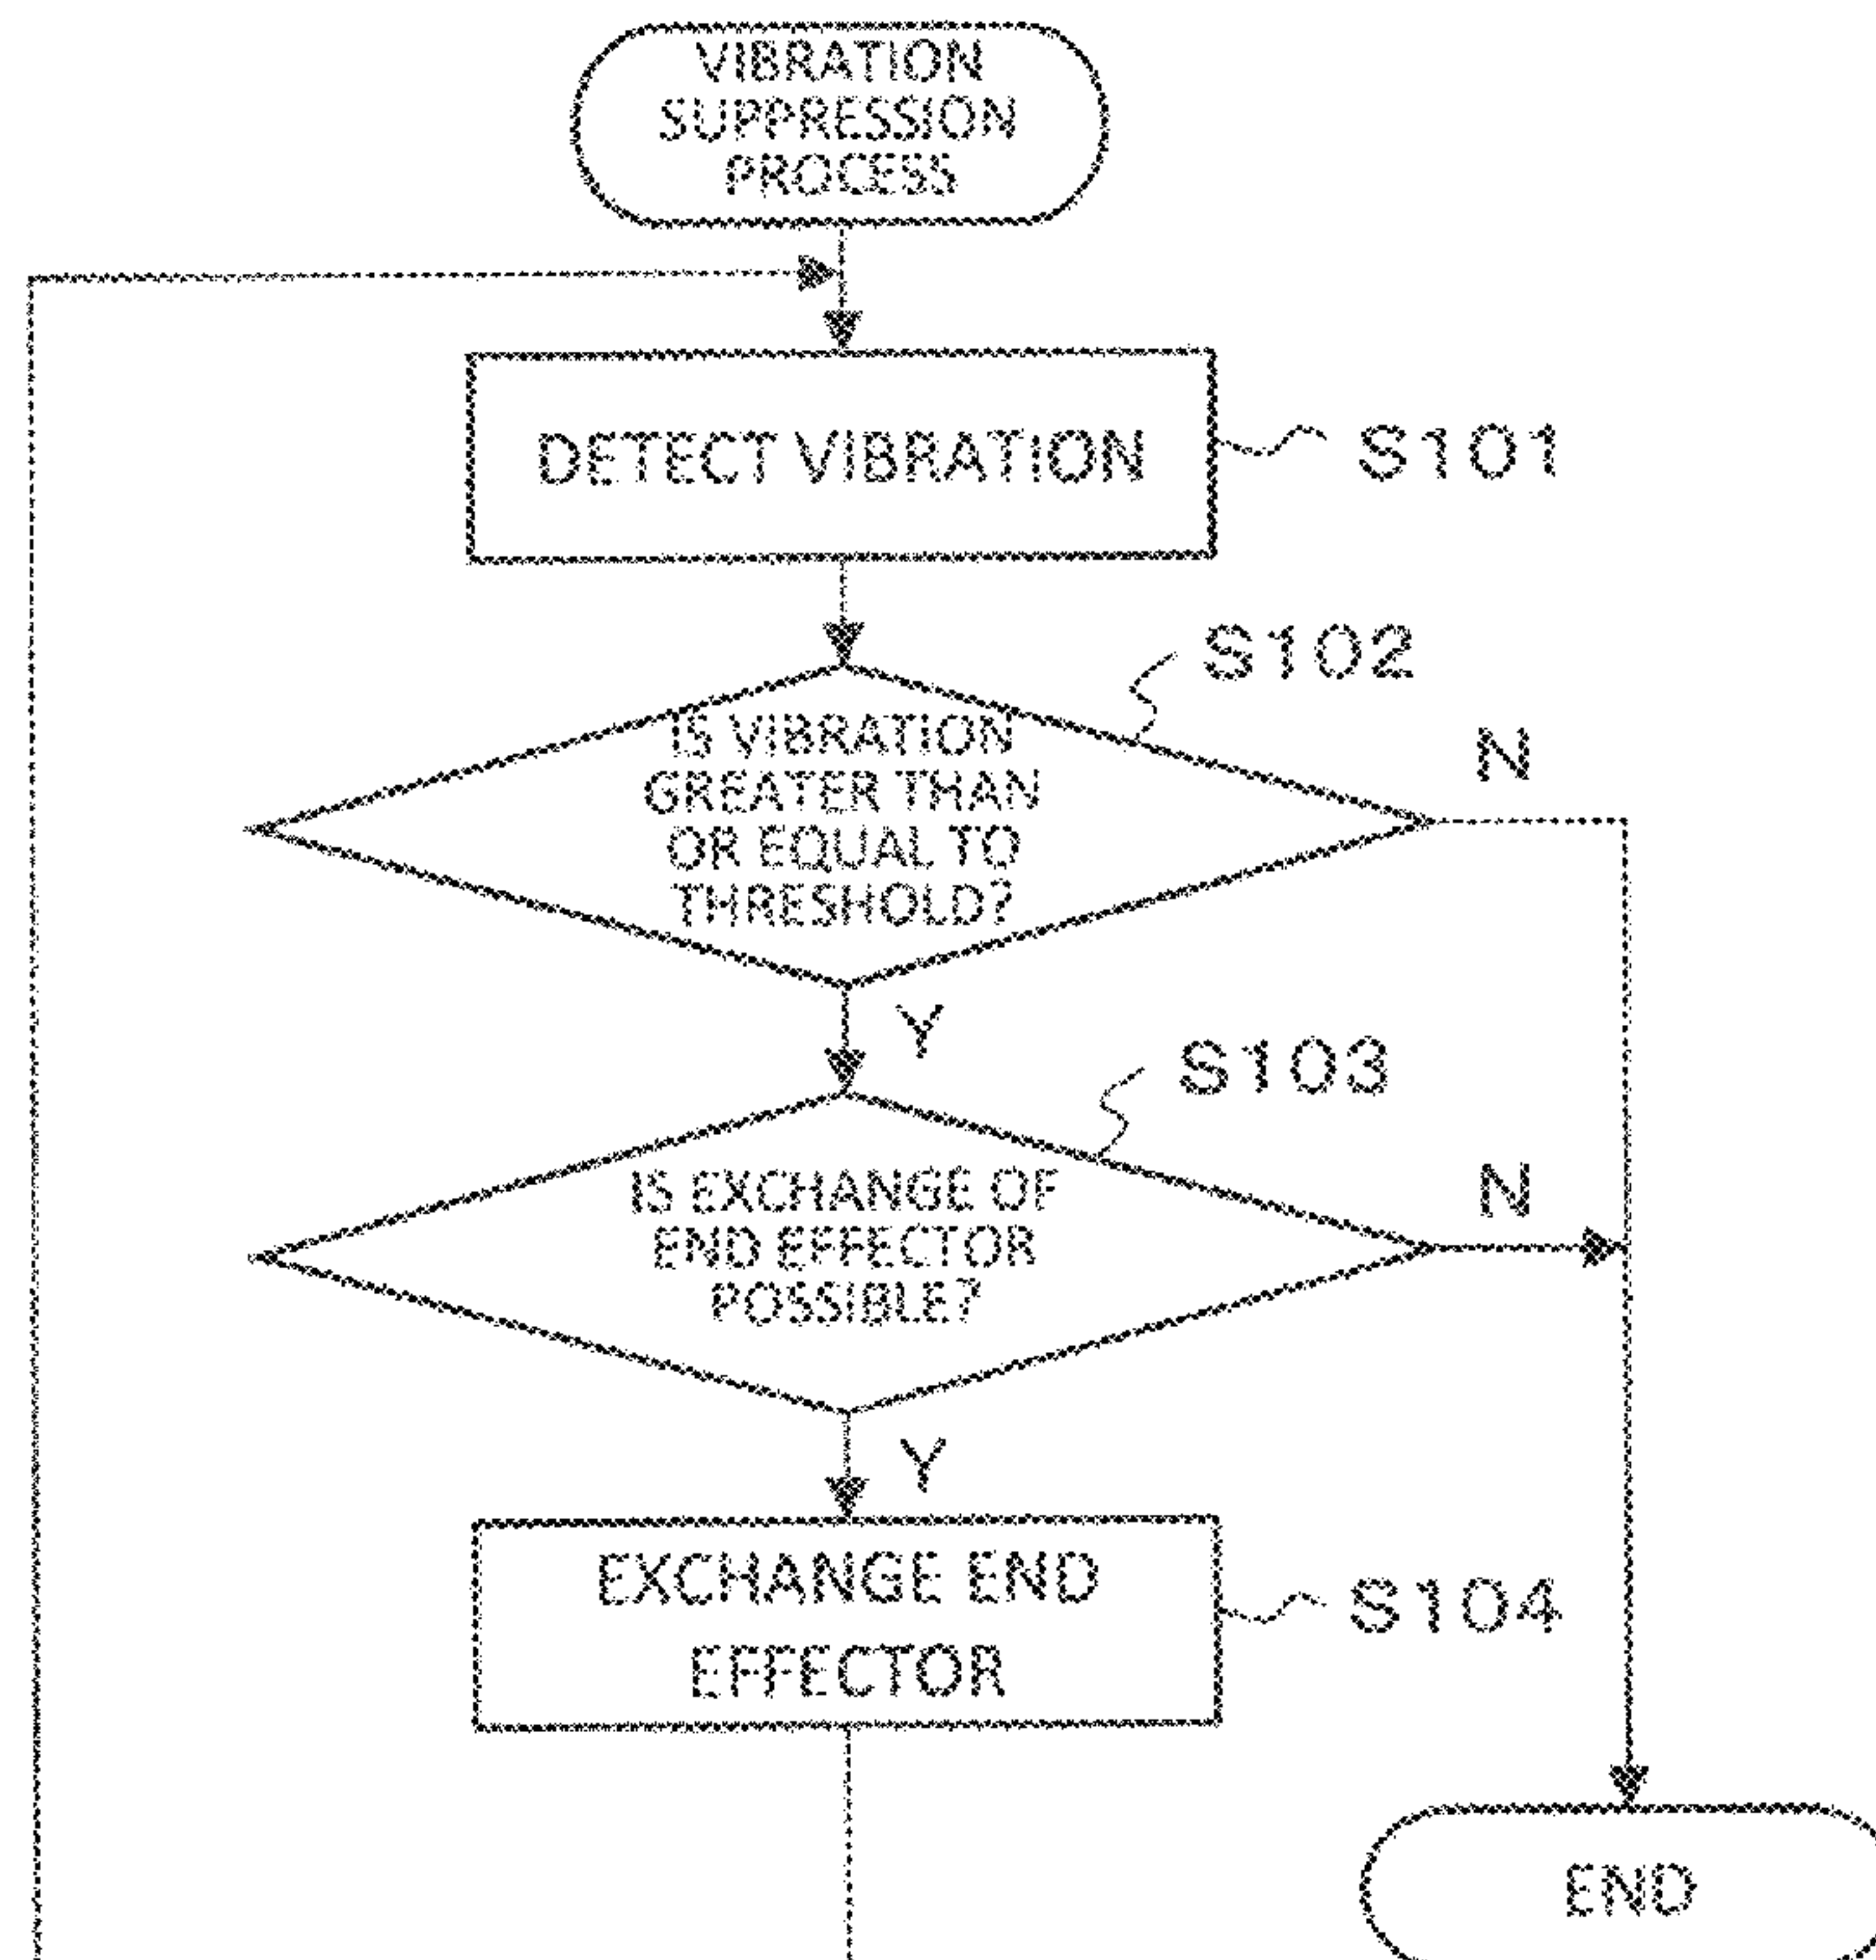 VIBRATION
SUPPRESSION
PROCESS
DETECT VIBRATION
S101
S102
IS VIBRATION
GREATER THAN
OR EQUAL TO
THRESHOLD?
N
Y
S103
IS EXCHANGE OF
END EFFECTOR
POSSIBLE?
N
Y
EXCHANGE END
EFFECTOR
S104
END